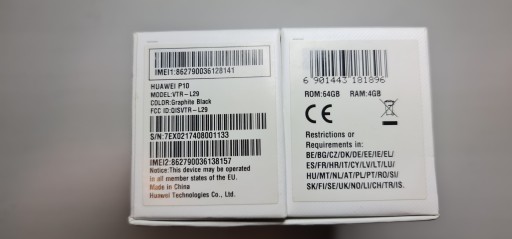 IMEI1:862790036128141
HUAWEI P10
MODEL:VTR-L29
COLOR:Graphite Black
FCC ID:QISVTR-L29
S/N:7EX0217408001133
IMEI2:862790036138157
Notice:This device may be operated
in all member states of the EU.
Made in China
Huawei Technologies Co., Ltd.
6 901443 181896
ROM:64GB RAM:4GB
CE
Restrictions or
Requirements in:
BE/BG/CZ/DK/DE/EE/IE/EL/
ES/FR/HR/IT/CY/LV/LT/LU/
HU/MT/NL/AT/PL/PT/RO/SI/
SK/FI/SE/UK/NO/LI/CH/TR/IS.